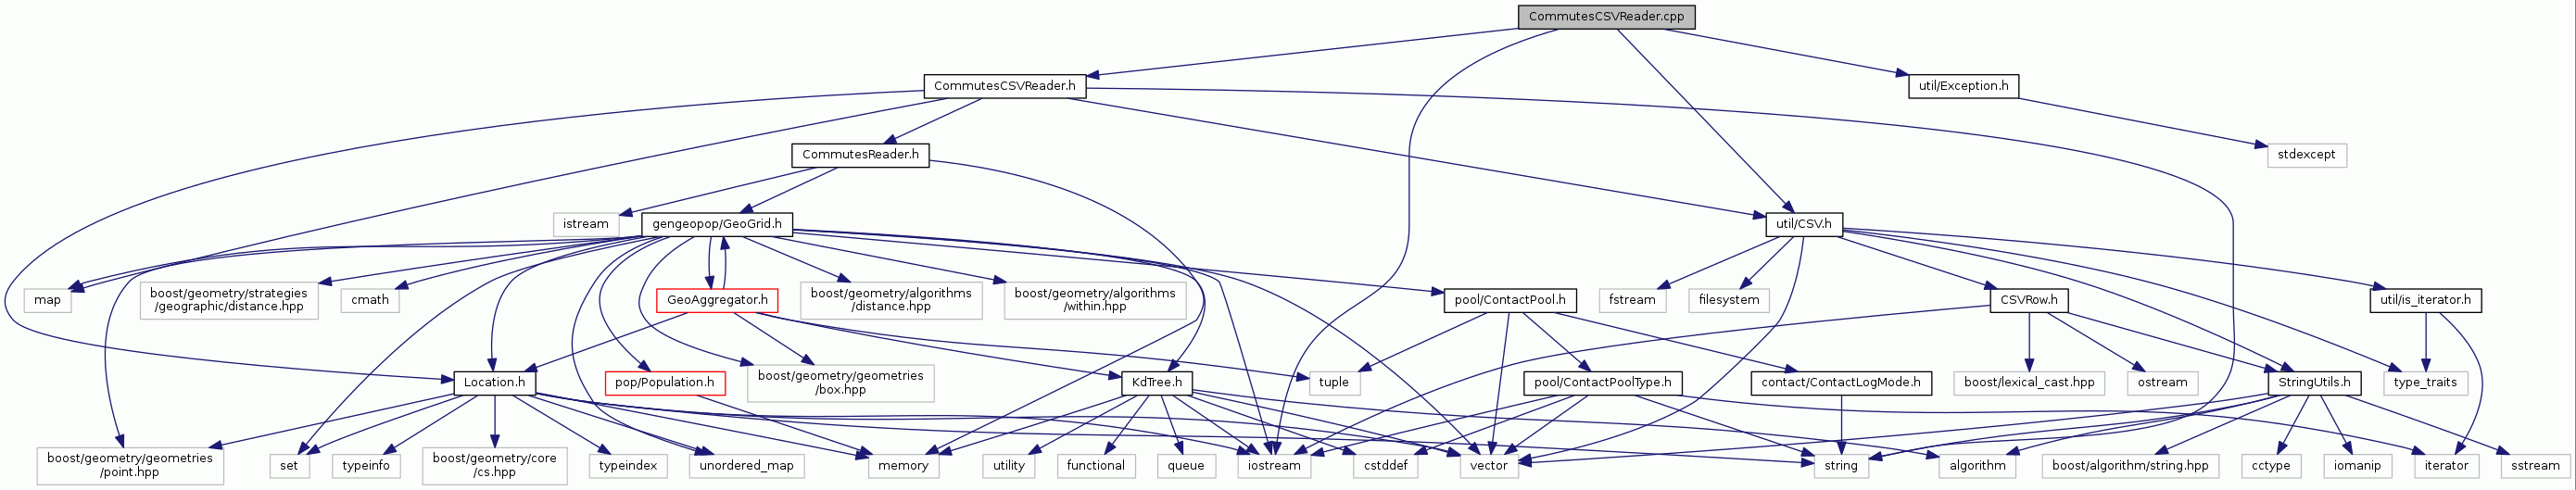 CommutesCSVReader.cpp
CommutesCSVReader.h
util/Exception.h
CommutesReader.h
stdexcept
istream
gengeopop/GeoGrid.h
util/CSV.h
map
boost/geometry/strategies
/geographic/distance.hpp
cmath
GeoAggregator.h
boost/geometry/algorithms
/distance.hpp
boost/geometry/algorithms
/within.hpp
pool/ContactPool.h
fstream
filesystem
CSVRow.h
util/is_iterator.h
Location.h
pop/Population.h
boost/geometry/geometries
/box.hpp
KdTree.h
tuple
pool/ContactPoolType.h
contact/ContactLogMode.h
boost/lexical_cast.hpp
ostream
StringUtils.h
type_traits
boost/geometry/geometries
/point.hpp
set
typeinfo
boost/geometry/core
/cs.hpp
typeindex
unordered_map
memory
utility
functional
queue
iostream
cstddef
vector
string
algorithm
boost/algorithm/string.hpp
cctype
iomanip
iterator
sstream